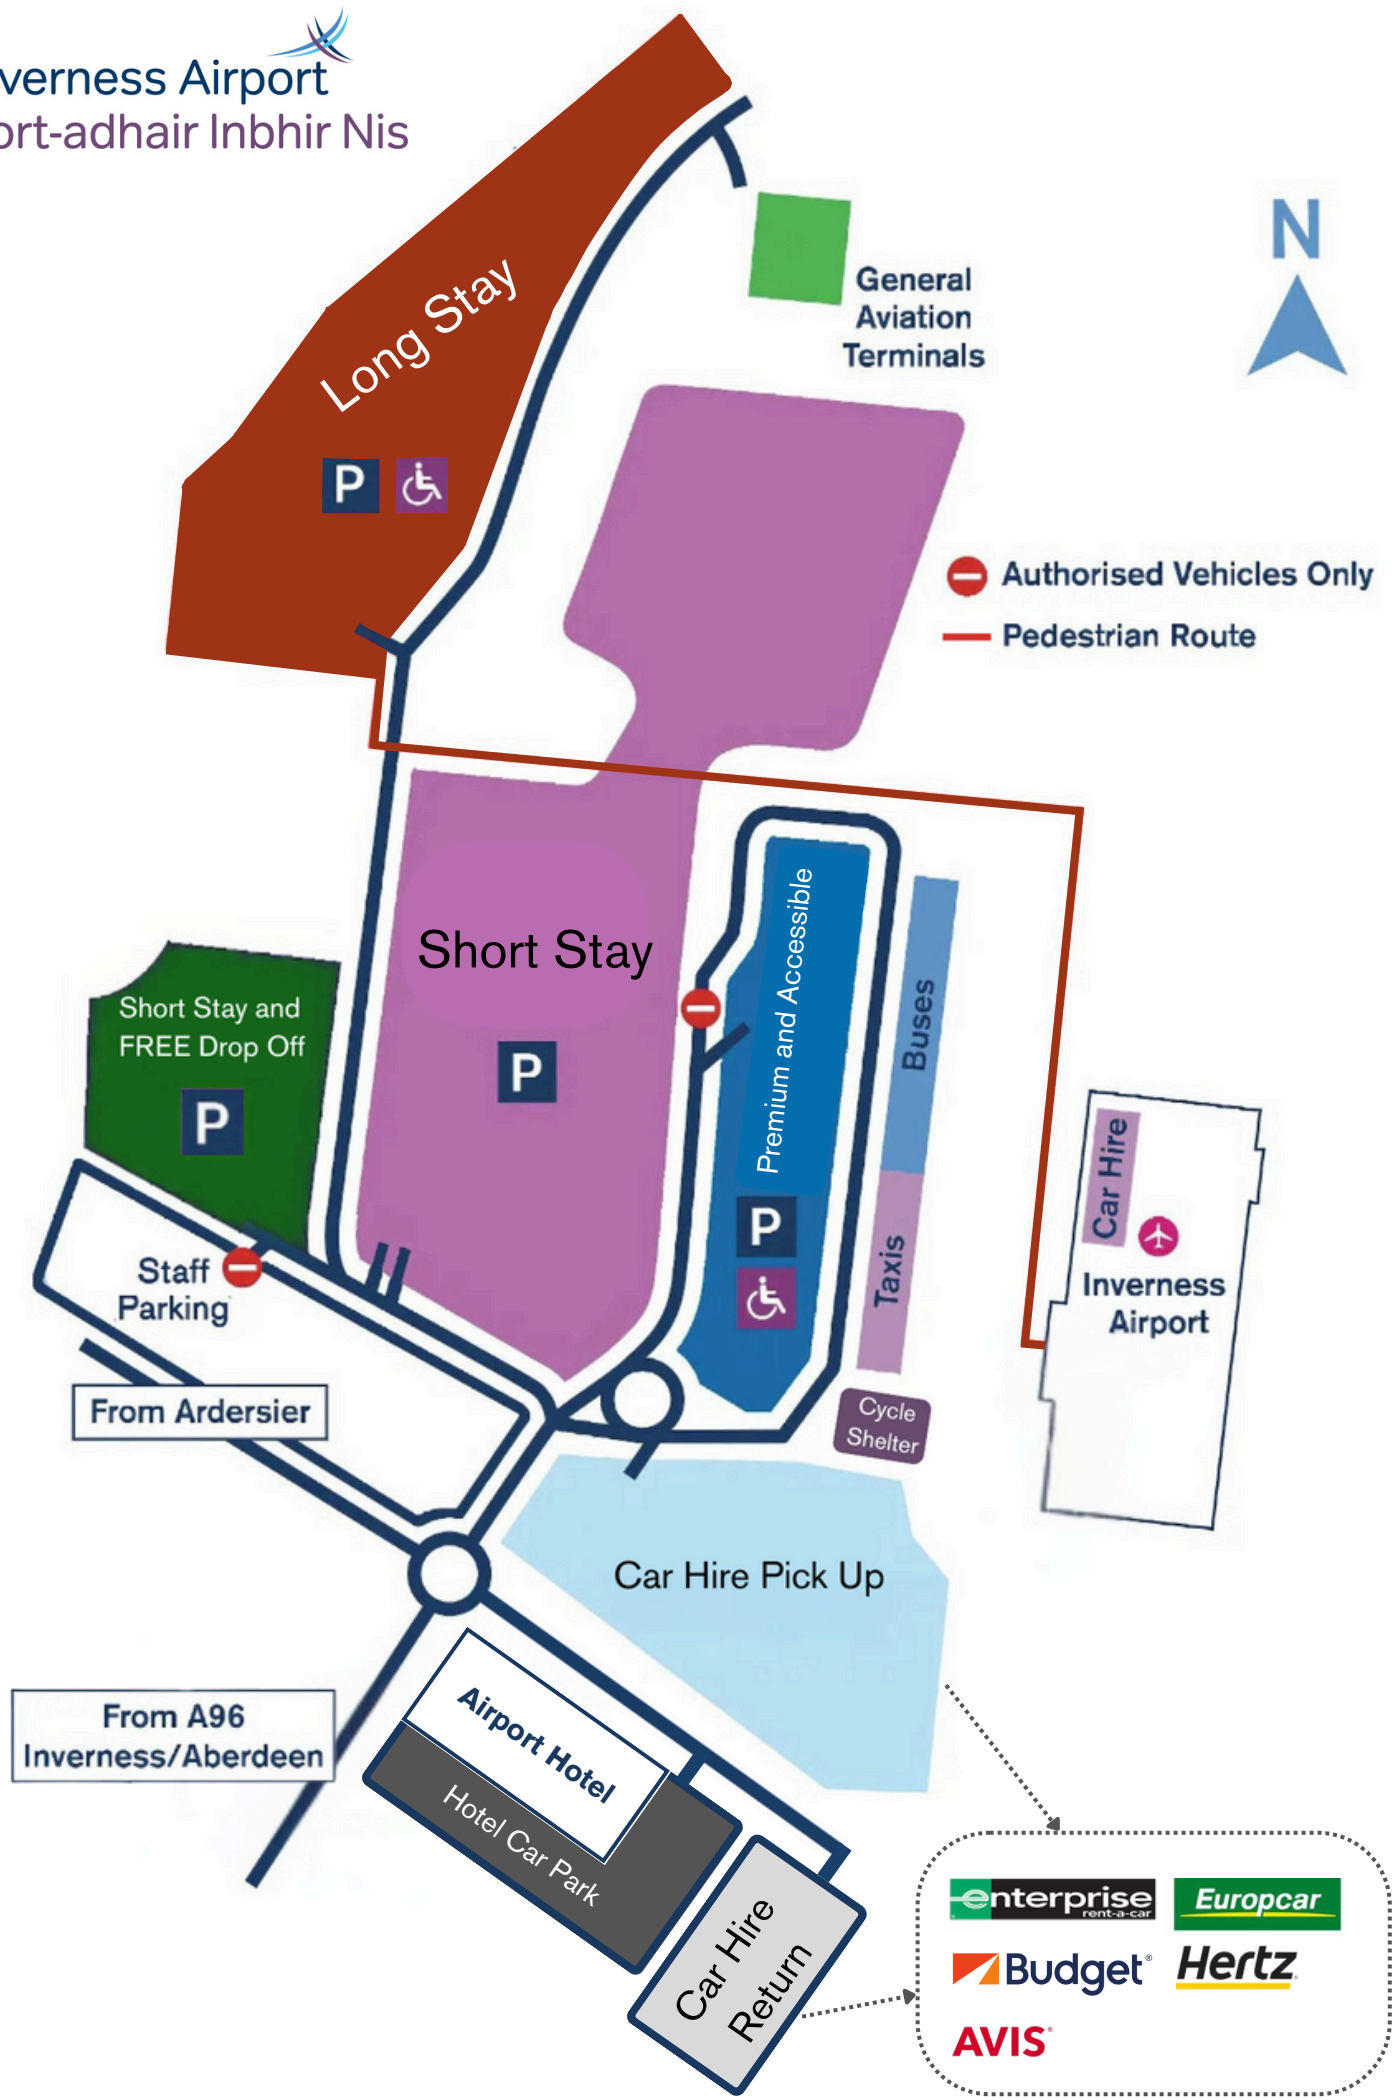 verness Airport
ort-adhair Inbhir Nis
N
General
Aviation
Terminals
Long Stay
P
Authorised Vehicles Only
Pedestrian Route
Short Stay
P
Premium and Accessible
P
Buses
Taxis
Short Stay and
FREE Drop Off
P
Car Hire
Inverness
Airport
Staff
Parking
From Ardersier
Cycle
Shelter
Car Hire Pick Up
From A96
Inverness/Aberdeen
Airport Hotel
Hotel Car Park
Car Hire
Return
enterprise
rent-a-car
Europcar
Budget®
Hertz
AVIS®